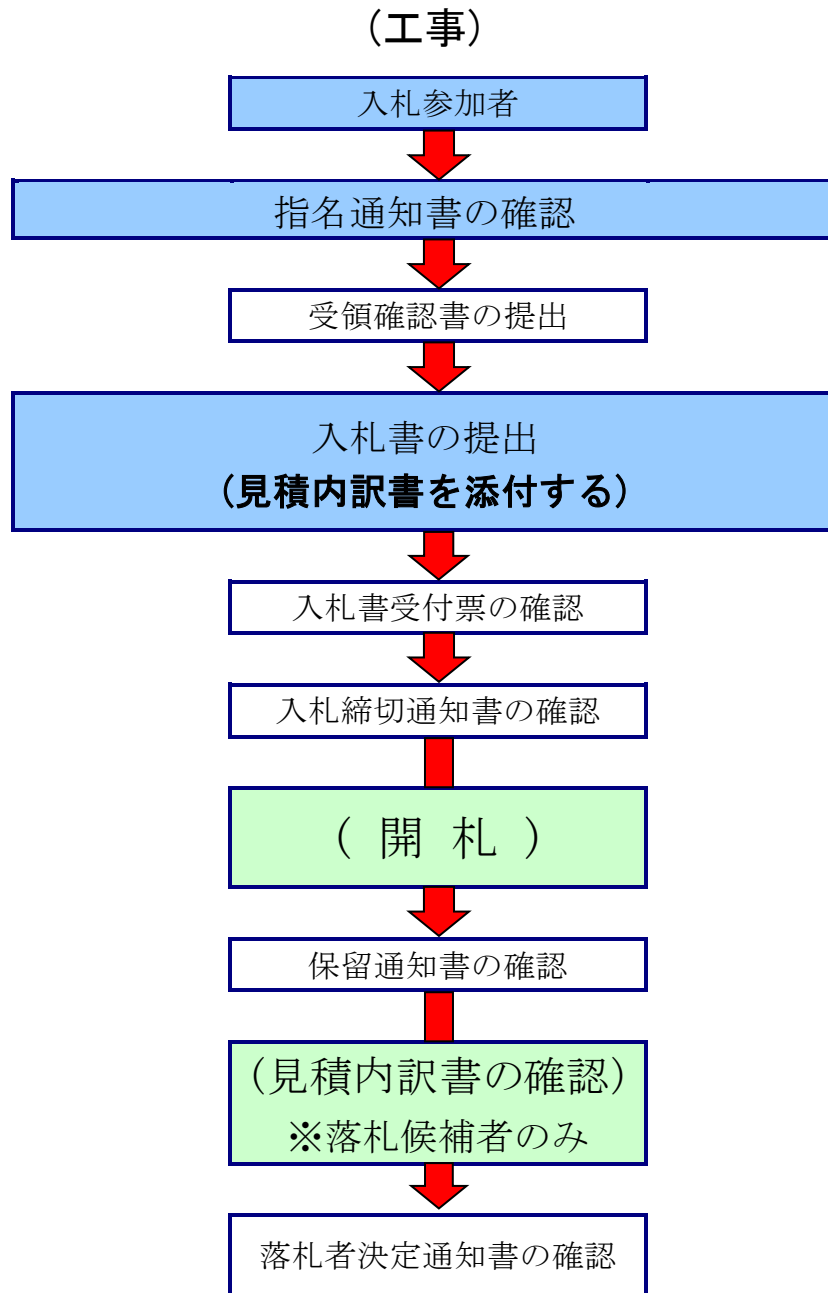 (工事)
入札参加者
指名通知書の確認
受領確認書の提出
入札書の提出
(見積内訳書を添付する)
入札書受付票の確認
入札締切通知書の確認
( 開 札 )
保留通知書の確認
(見積内訳書の確認)
※落札候補者のみ
落札者決定通知書の確認